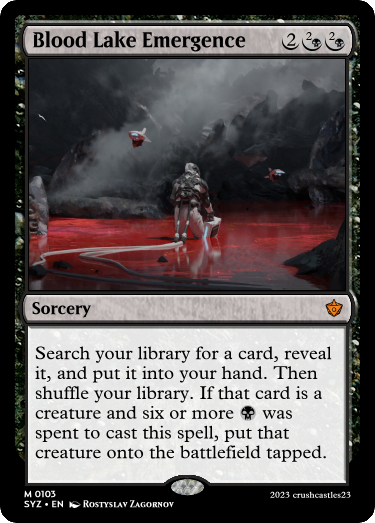 Blood Lake Emergence 2 2 2
Sorcery
Search your library for a card, reveal
it, and put it into your hand. Then
shuffle your library. If that card is a
creature and six or more was
spent to cast this spell, put that
creature onto the battlefield tapped.
M 0103
SYZ • EN Rostyslav Zagornov
2023 crushcastles23